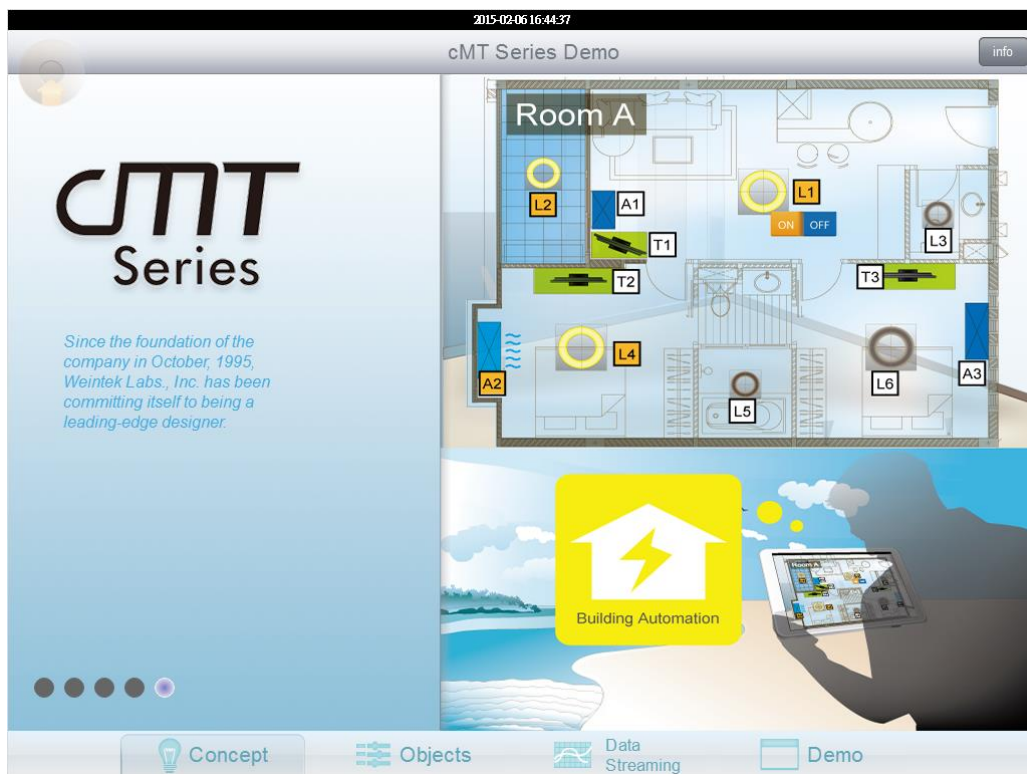 2015-02-06 16:44:37
cMT Series Demo
info
cMT
Series
Since the foundation of the
company in October, 1995,
Weintek Labs., Inc. has been
committing itself to being a
leading-edge designer.
Room A
L2
A1
L1
ON OFF
T1
L3
T2
T3
A2
L4
L5
L6
A3
Building Automation
Room A
Concept
Objects
Data
Streaming
Demo